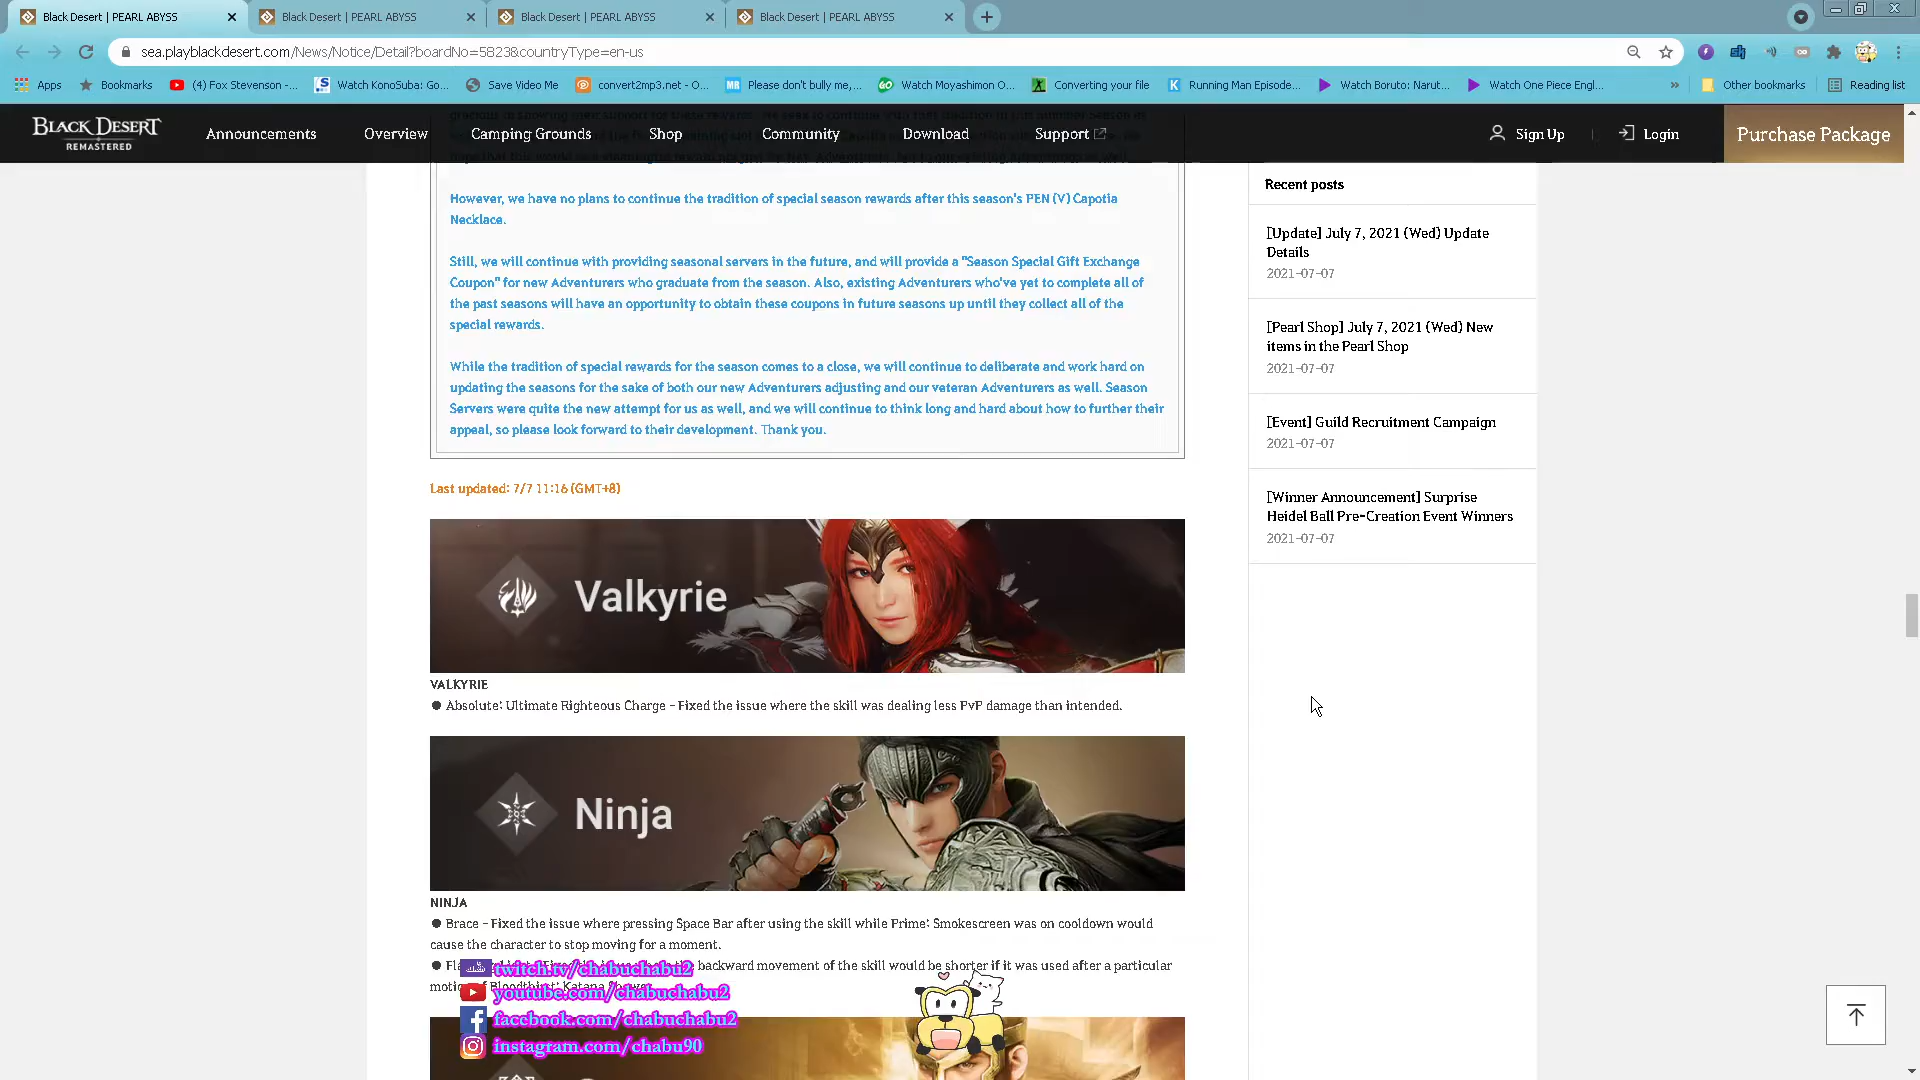 Black Desert | PEARL ABYSS
Black Desert | PEARL ABYSS
Black Desert | PEARL ABYSS
Black Desert | PEARL ABYSS
sea.playblackdesert.com/News/Notice/Detail?boardNo=5823&countryType=en-us
Apps
Bookmarks
(4) Fox Stevenson -...
Watch KonoSuba: Go...
Save Video Me
convert2mp3.net - O...
Please don't bully me,...
Watch Moyashimon O...
Converting your file
Running Man Episode...
Watch Boruto: Narut...
Watch One Piece Engl...
Other bookmarks
Reading list
BLACK DESERT
REMASTERED
Announcements
Overview
Camping Grounds
Shop
Community
Download
Support
Sign Up
Login
Purchase Package
However, we have no plans to continue the tradition of special season rewards after this season's PEN (V) Capotia
Necklace.
Still, we will continue with providing seasonal servers in the future, and will provide a "Season Special Gift Exchange
Coupon" for new Adventurers who graduate from the season. Also, existing Adventurers who've yet to complete all of
the past seasons will have an opportunity to obtain these coupons in future seasons up until they collect all of the
special rewards.
While the tradition of special rewards for the season comes to a close, we will continue to deliberate and work hard on
updating the seasons for the sake of both our new Adventurers adjusting and our veteran Adventurers as well. Season
Servers were quite the new attempt for us as well, and we will continue to think long and hard about how to further their
appeal, so please look forward to their development. Thank you.
Last updated: 7/7 11:16 (GMT+8)
Valkyrie
VALKYRIE
● Absolute: Ultimate Righteous Charge - Fixed the issue where the skill was dealing less PvP damage than intended.
Ninja
NINJA
● Brace - Fixed the issue where pressing Space Bar after using the skill while Prime: Smokescreen was on cooldown would
cause the character to stop moving for a moment.
backward movement of the skill would be shorter if it was used after a particular
Bloodthirst: Katana
twitch.tv/chabuchabu2
youtube.com/chabuchabu2
facebook.com/chabuchabu2
instagram.com/chabu90
Recent posts
[Update] July 7, 2021 (Wed) Update
Details
2021-07-07
[Pearl Shop] July 7, 2021 (Wed) New
items in the Pearl Shop
2021-07-07
[Event] Guild Recruitment Campaign
2021-07-07
[Winner Announcement] Surprise
Heidel Ball Pre-Creation Event Winners
2021-07-07